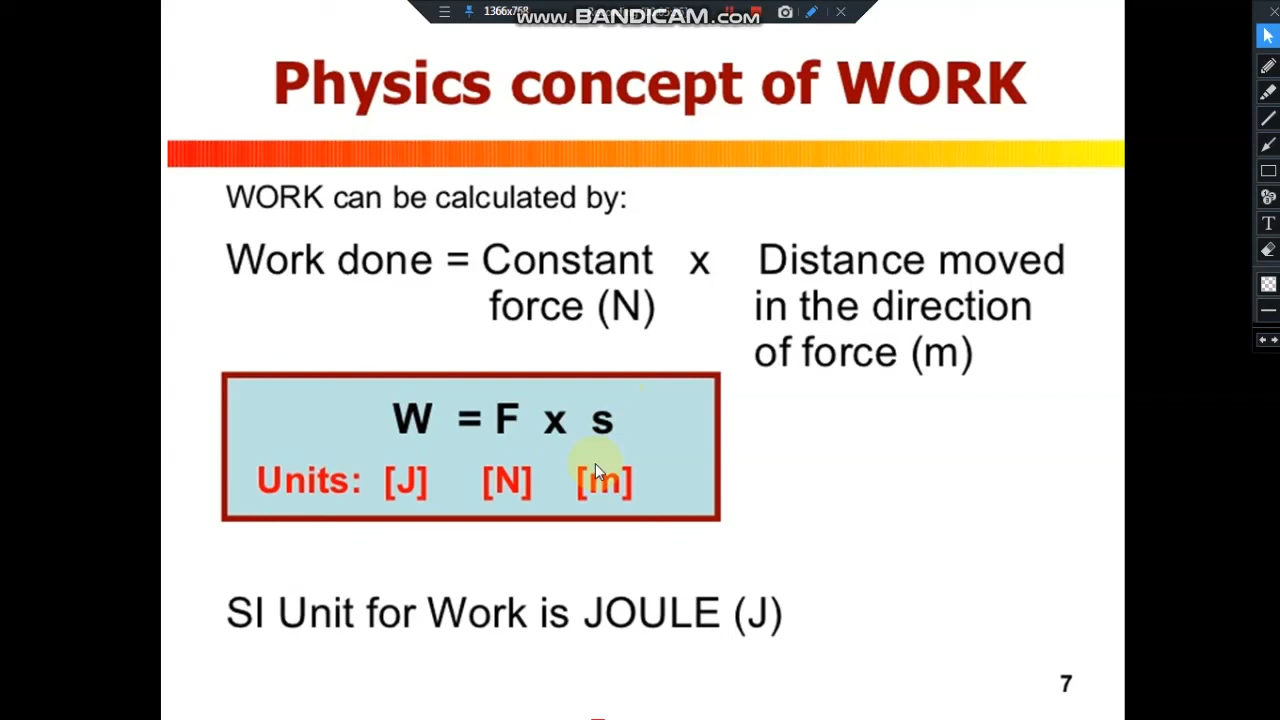 1366x768
www.BANDICAM.com
Physics concept of WORK
WORK can be calculated by:
Work done = Constant x Distance moved
force (N) in the direction
of force (m)
W = F x s
Units: [J] [N] [m]
SI Unit for Work is JOULE (J)
7
T